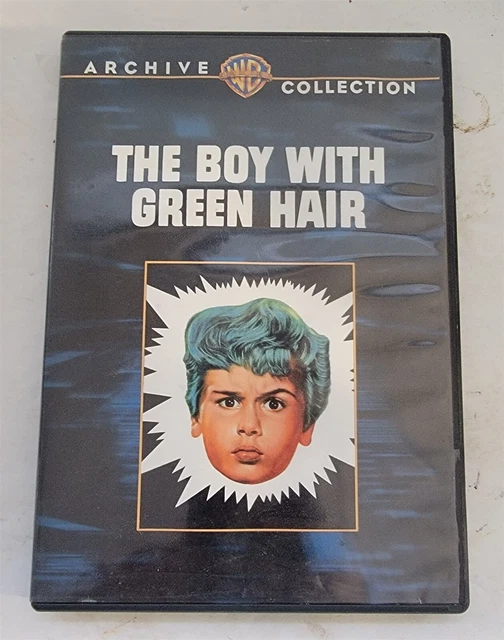 ARCHIVE WB COLLECTION
THE BOY WITH
GREEN HAIR